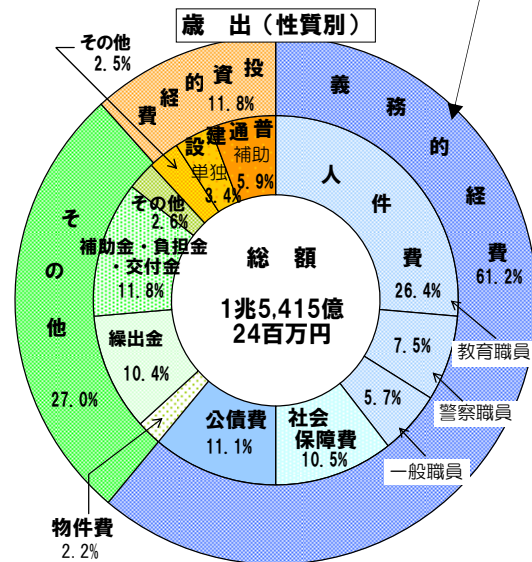 歳 出（性質別）
その他
2.5%
投資的経費
11.8%
義務的経費
61.2%
普通建設
補助
5.9%
単独
3.4%
人件費
26.4%
教育職員
7.5%
警察職員
5.7%
一般職員
社会
保障費
10.5%
公債費
11.1%
物件費
2.2%
繰出金
10.4%
補助金・負担金
・交付金
11.8%
その他
2.6%
その他
27.0%
総 額
1兆5,415億
24百万円